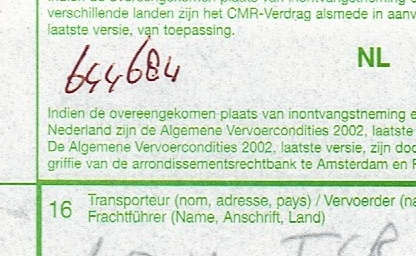 verschillende landen zijn het CMR-Verdrag alsmede in aanv
laatste versie, van toepassing.
644684
NL
Indien de overeengekomen plaats van inontvangstneming e
Nederland zijn de Algemene Vervoercondities 2002, laatste
De Algemene Vervoercondities 2002, laatste versie, zijn doo
griffie van de arrondissementsrechtbank te Amsterdam en R
16 Transporteur (nom, adresse, pays) / Vervoerder (na
Frachtführer (Name, Anschrift, Land)